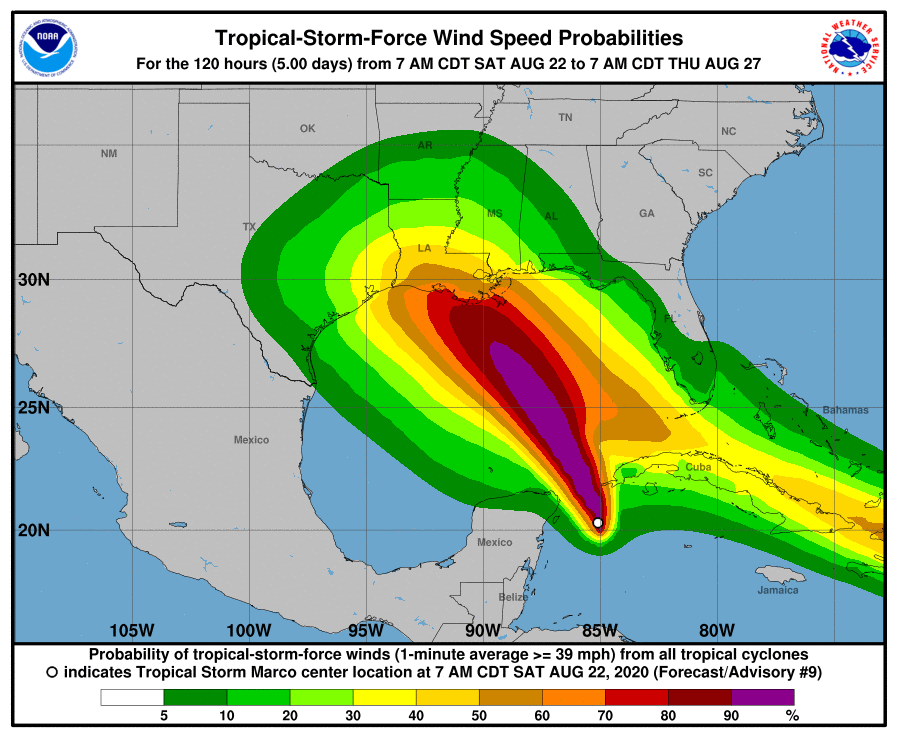 Tropical-Storm-Force Wind Speed Probabilities
For the 120 hours (5.00 days) from 7 AM CDT SAT AUG 22 to 7 AM CDT THU AUG 27
NOAA
NATIONAL WEATHER SERVICE
TN
OK
NC
AR
NM
SC
MS
AL
GA
TX
LA
30N
FL
25N
Bahamas
Mexico
Cuba
20N
Mexico
Jamaica
Belize
105W 100W 95W 90W 85W 80W
Probability of tropical-storm-force winds (1-minute average >= 39 mph) from all tropical cyclones
indicates Tropical Storm Marco center location at 7 AM CDT SAT AUG 22, 2020 (Forecast/Advisory #9)
5 10 20 30 40 50 60 70 80 90 %